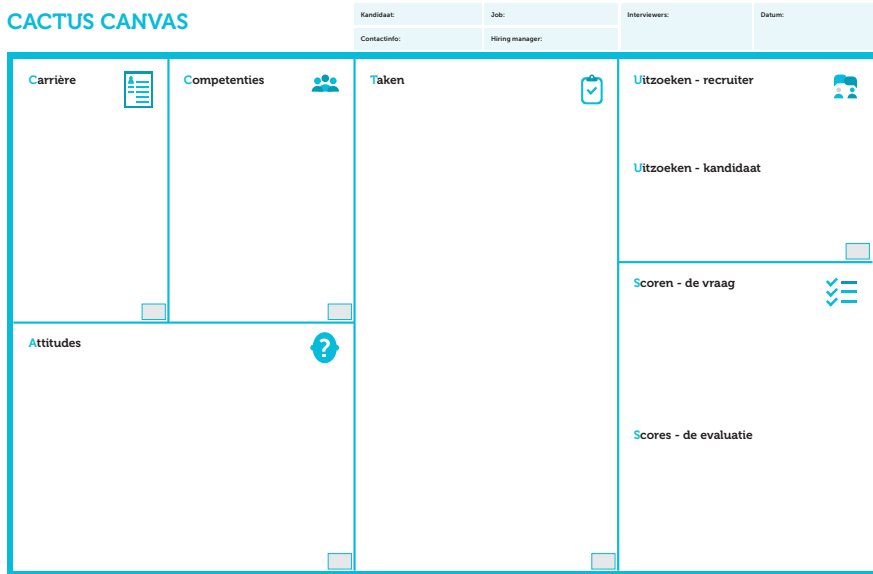 CACTUS CANVAS
Kandidaat:
Job:
Interviewers:
Datum:
Contactinfo:
Hiring manager:
Carrière
Competenties
Taken
Uitzoeken - recruiter
Uitzoeken - kandidaat
Scoren - de vraag
Attitudes
?
Scores - de evaluatie